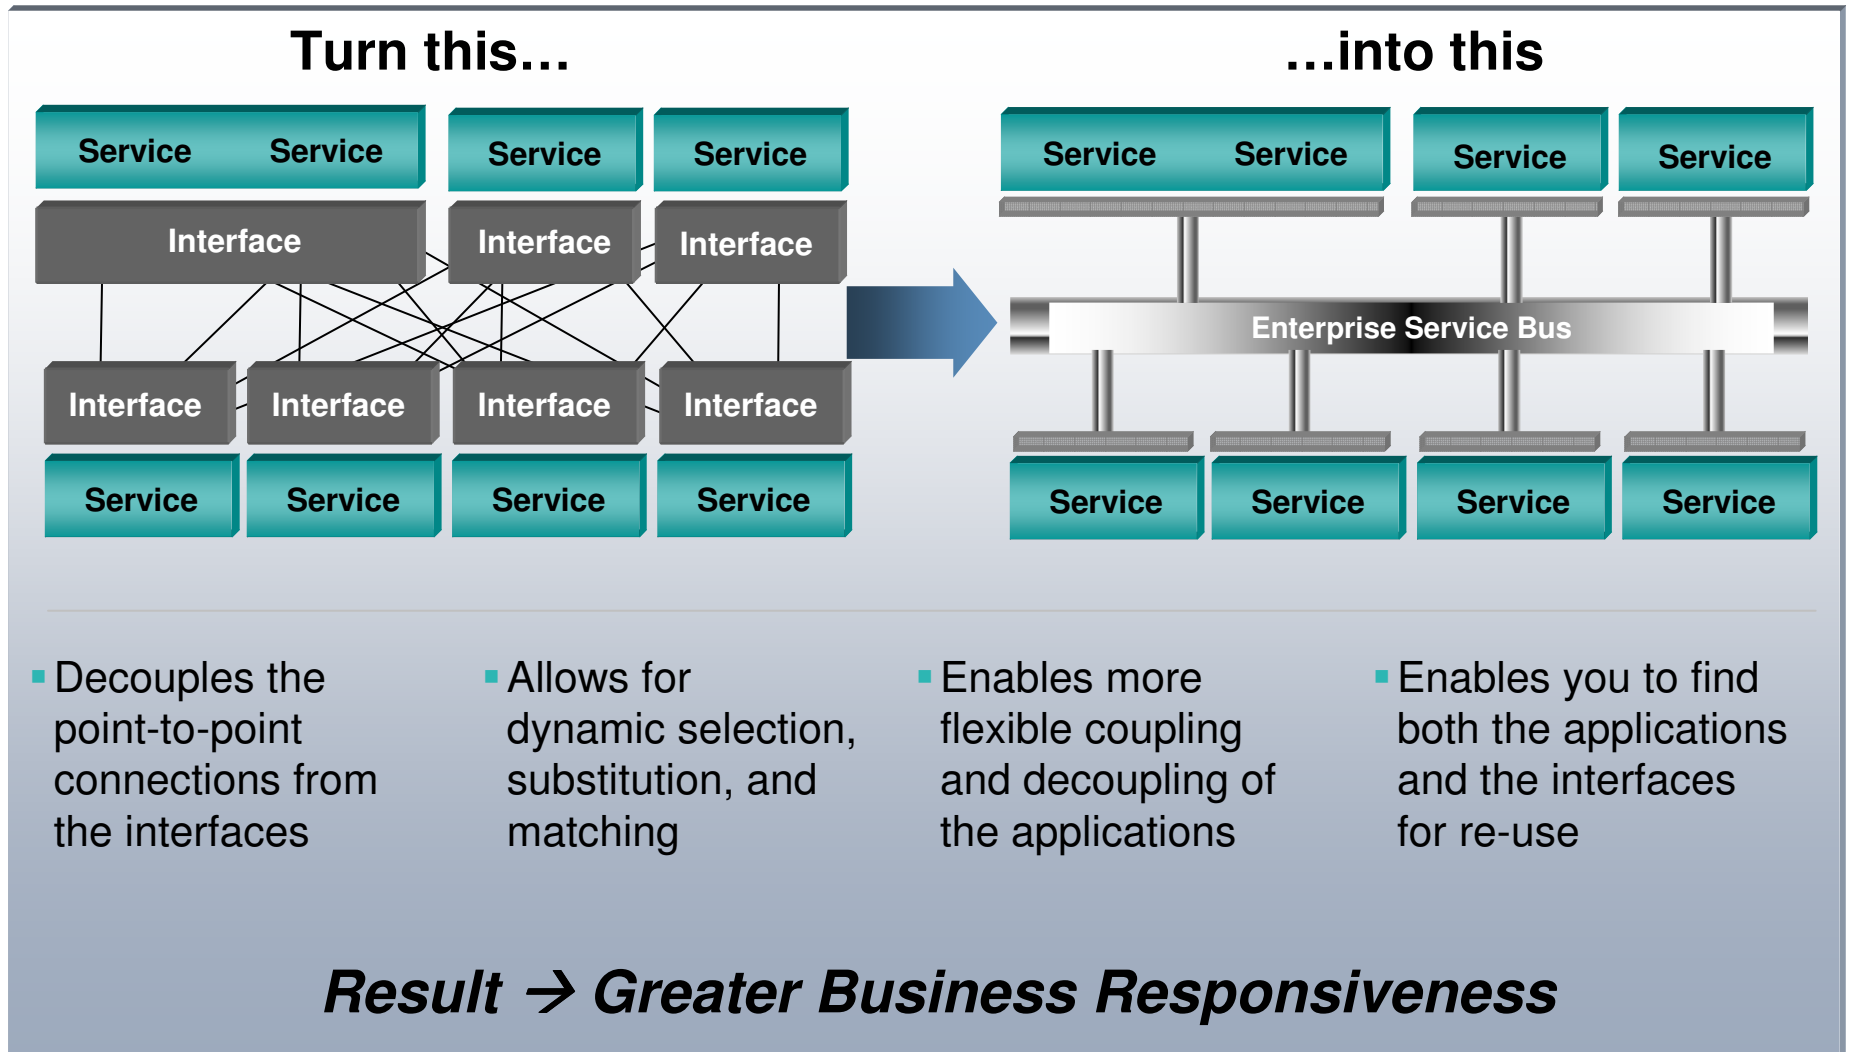 Turn this…
…into this
Service Service Service Service
Interface Interface Interface
Interface Interface Interface Interface
Service Service Service Service
Service Service Service Service
Enterprise Service Bus
Service Service Service Service
Decouples the
point-to-point
connections from
the interfaces
Allows for
dynamic selection,
substitution, and
matching
Enables more
flexible coupling
and decoupling of
the applications
Enables you to find
both the applications
and the interfaces
for re-use
Result → Greater Business Responsiveness